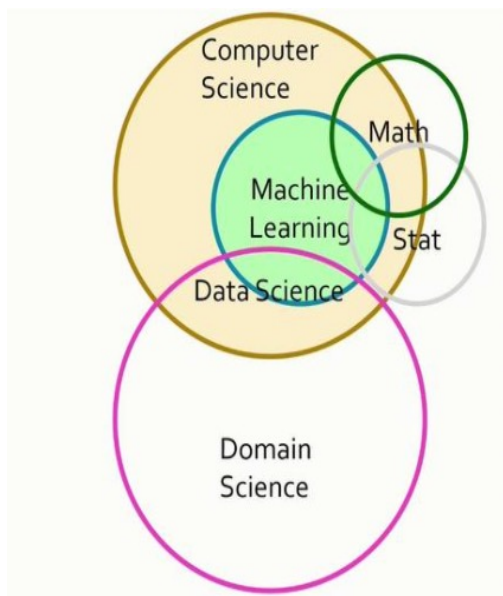 Computer
Science
Math
Machine
Learning
Stat
Data Science
Domain
Science